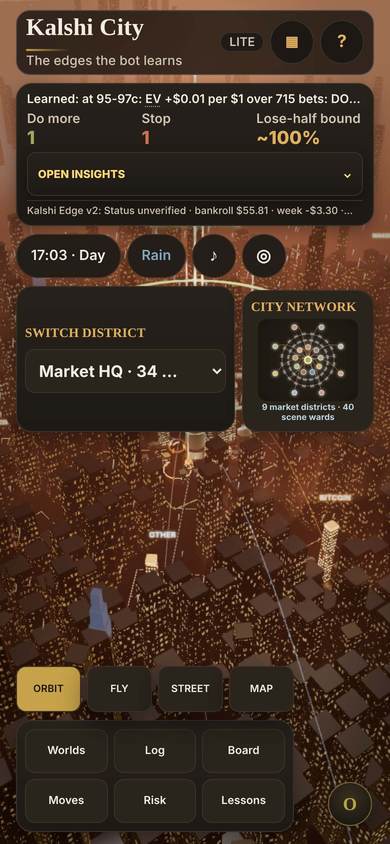 Kalshi City
The edges the bot learns
LITE
?
Learned: at 95-97c: EV +$0.01 per $1 over 715 bets: DO...
Do more
Stop
Lose-half bound
1
1
~100%
OPEN INSIGHTS
Kalshi Edge v2: Status unverified · bankroll $55.81 · week -$3.30 ·...
17:03 · Day
Rain
♪
◎
SWITCH DISTRICT
Market HQ · 34 ...
CITY NETWORK
9 market districts · 40
scene wards
BITCOIN
OTHER
ORBIT
FLY
STREET
MAP
Worlds
Log
Board
Moves
Risk
Lessons
O